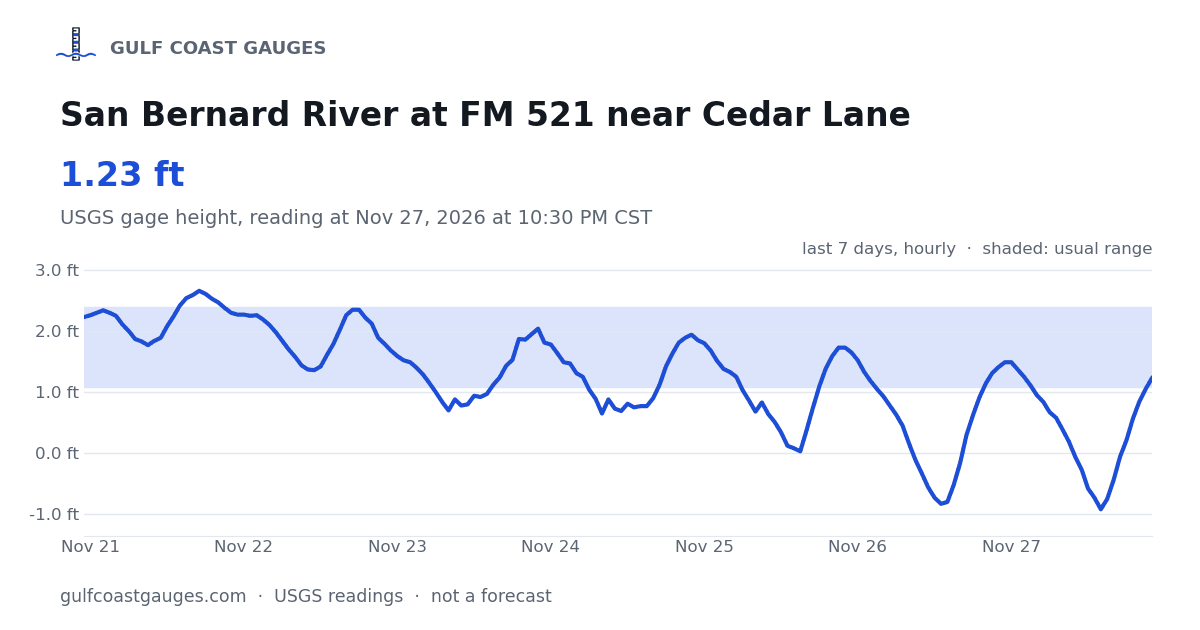 GULF COAST GAUGES
San Bernard River at FM 521 near Cedar Lane
1.23 ft
USGS gage height, reading at Nov 27, 2026 at 10:30 PM CST
last 7 days, hourly · shaded: usual range
3.0 ft
2.0 ft
1.0 ft
0.0 ft
-1.0 ft
Nov 21 Nov 22 Nov 23 Nov 24 Nov 25 Nov 26 Nov 27
gulfcoastgauges.com · USGS readings · not a forecast